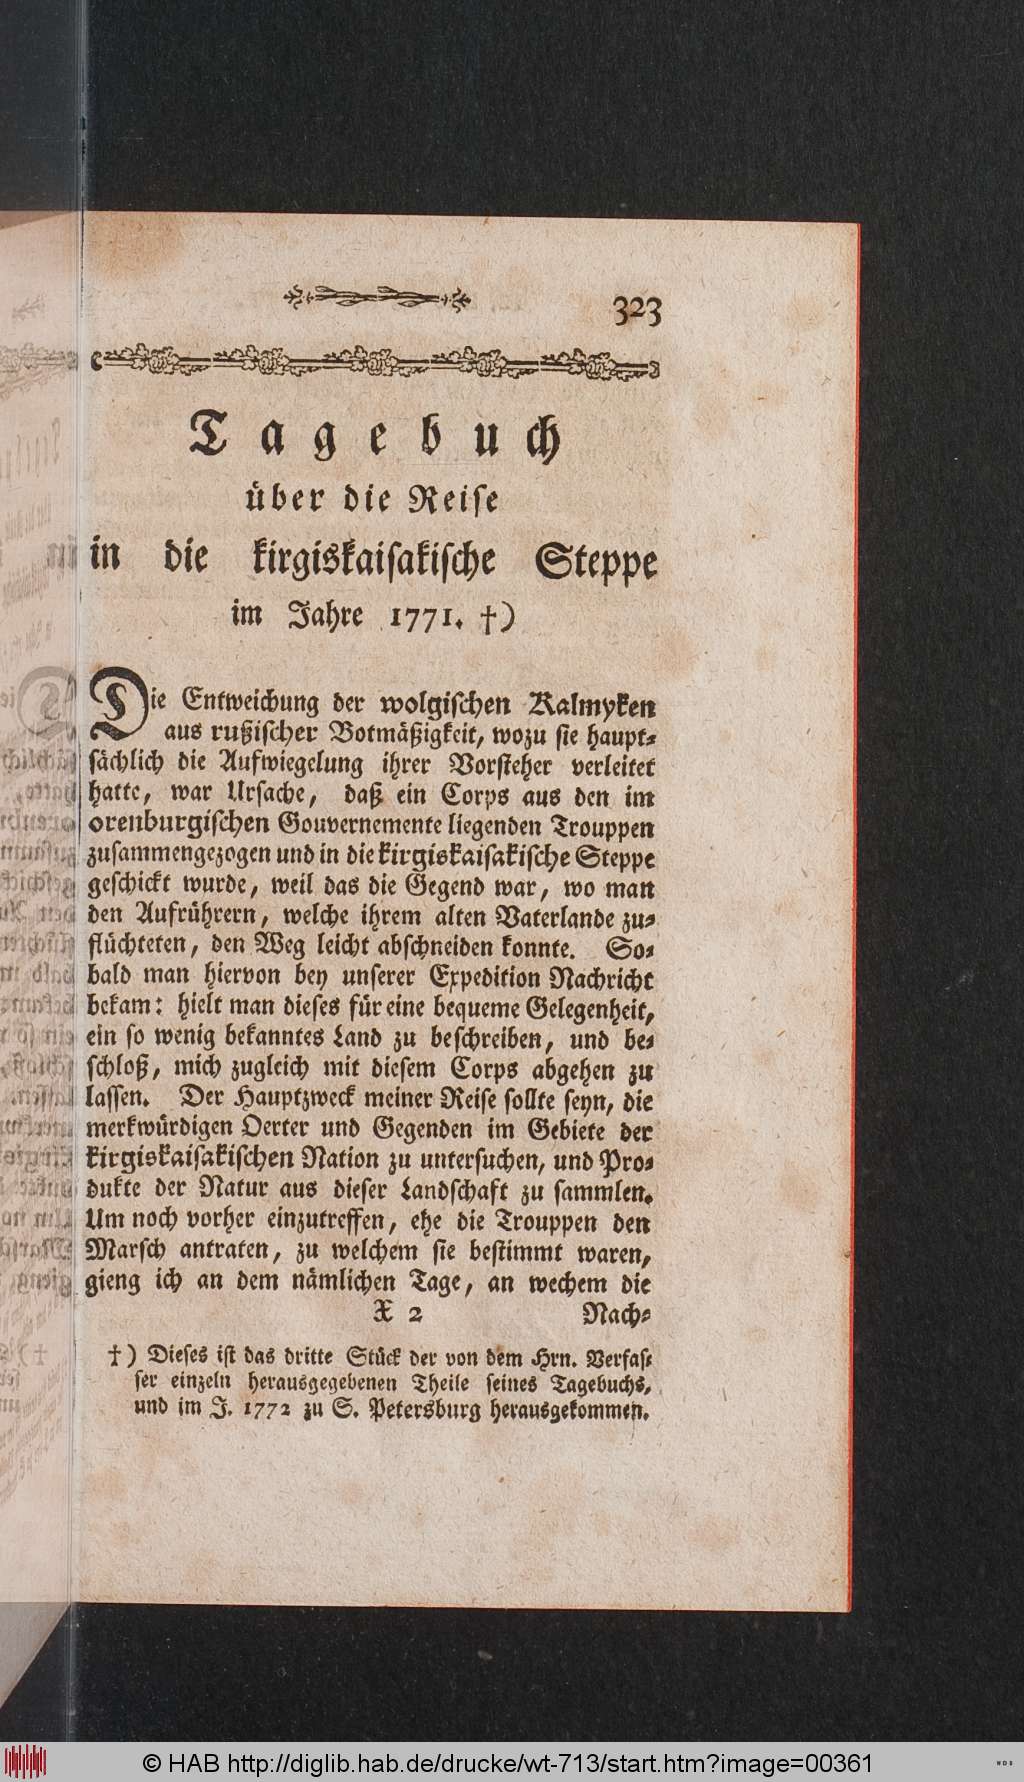 323
Tagebuch
über die Reise
in die kirgiskaisakische Steppe
im Jahre 1771. †)
Die Entweichung der wolgischen Kalmyken
aus rußischer Botmäßigkeit, wozu sie haupt-
sächlich die Aufwiegelung ihrer Vorsteher verleitet
hatte, war Ursache, daß ein Corps aus den im
orenburgischen Gouvernemente liegenden Trouppen
zusammengezogen und in die kirgiskaisakische Steppe
geschickt wurde, weil das die Gegend war, wo man
den Aufrührern, welche ihrem alten Vaterlande zu-
flüchteten, den Weg leicht abschneiden konnte. So-
bald man hiervon bey unserer Expedition Nachricht
bekam: hielt man dieses für eine bequeme Gelegenheit,
ein so wenig bekanntes Land zu beschreiben, und be-
schloß, mich zugleich mit diesem Corps abgehen zu
lassen. Der Hauptzweck meiner Reise sollte seyn, die
merkwürdigen Oerter und Gegenden im Gebiete der
kirgiskaisakischen Nation zu untersuchen, und Pro-
dukte der Natur aus dieser Landschaft zu sammlen.
Um noch vorher einzutreffen, ehe die Trouppen den
Marsch antraten, zu welchem sie bestimmt waren,
gieng ich an dem nämlichen Tage, an wechem die
X 2 Nach-
†) Dieses ist das dritte Stück der von dem Hrn. Verfas-
ser einzeln herausgegebenen Theile seines Tagebuchs,
und im J. 1772 zu S. Petersburg herausgekommen.
© HAB http://diglib.hab.de/drucke/wt-713/start.htm?image=00361